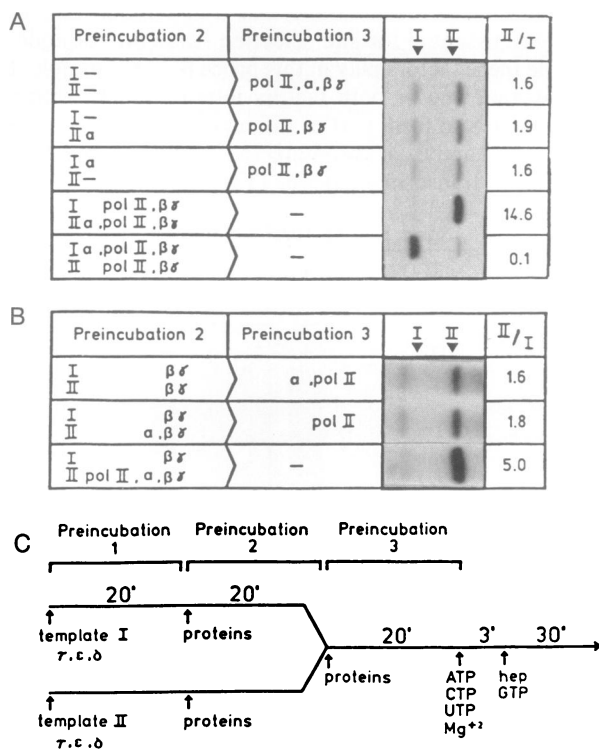 A
Preincubation 2 Preincubation 3 I II II/I
I — pol II, α, βγ 1.6
II —
I — pol II, βγ 1.9
II α
I α pol II, βγ 1.6
II —
I pol II, βγ — 14.6
II α, pol II, βγ
I α, pol II, βγ — 0.1
II pol II, βγ
B
Preincubation 2 Preincubation 3 I II II/I
I βγ α, pol II 1.6
II βγ
I βγ pol II 1.8
II α, βγ
I βγ — 5.0
II pol II, α, βγ
C
Preincubation 1 Preincubation 2 Preincubation 3
20' 20' 20' 3' 30'
template I proteins
τ.ε.δ
proteins ATP hep
CTP GTP
UTP
Mg+2
template II proteins
τ.ε.δ